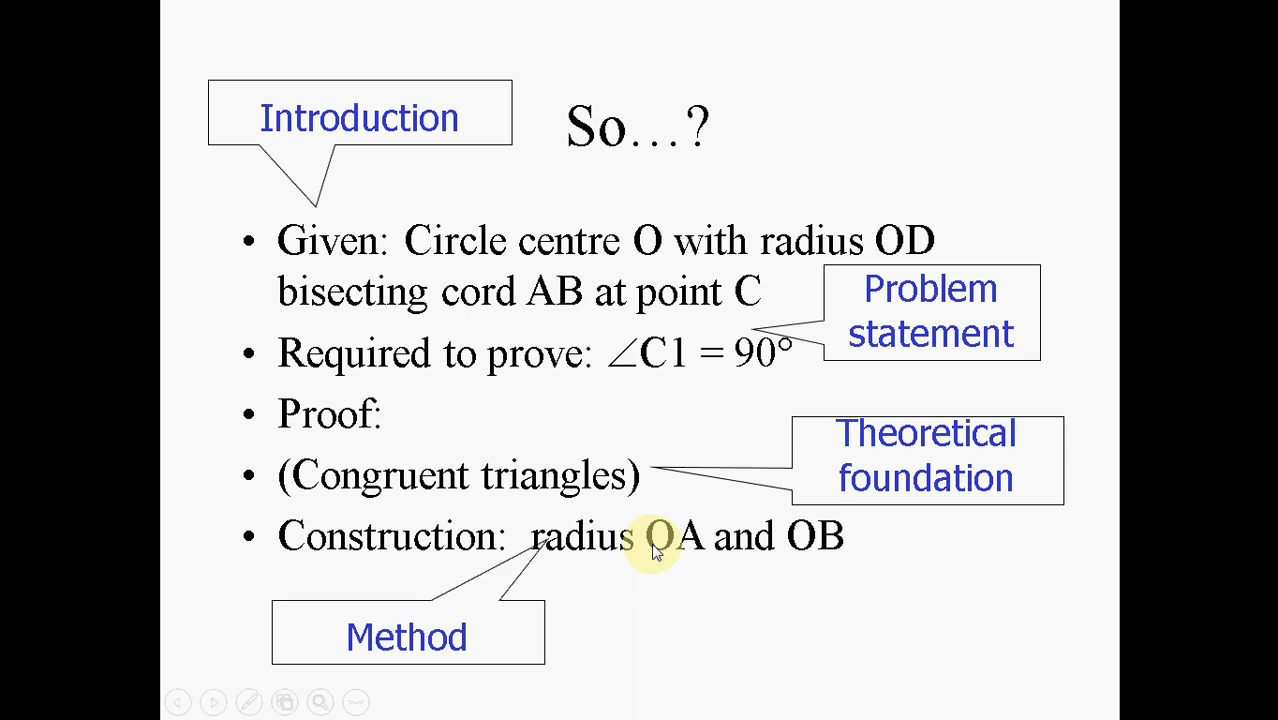 Introduction
So…?
• Given: Circle centre O with radius OD
bisecting cord AB at point C
Problem
statement
• Required to prove: ∠C1 = 90°
• Proof:
Theoretical
foundation
• (Congruent triangles)
• Construction: radius OA and OB
Method